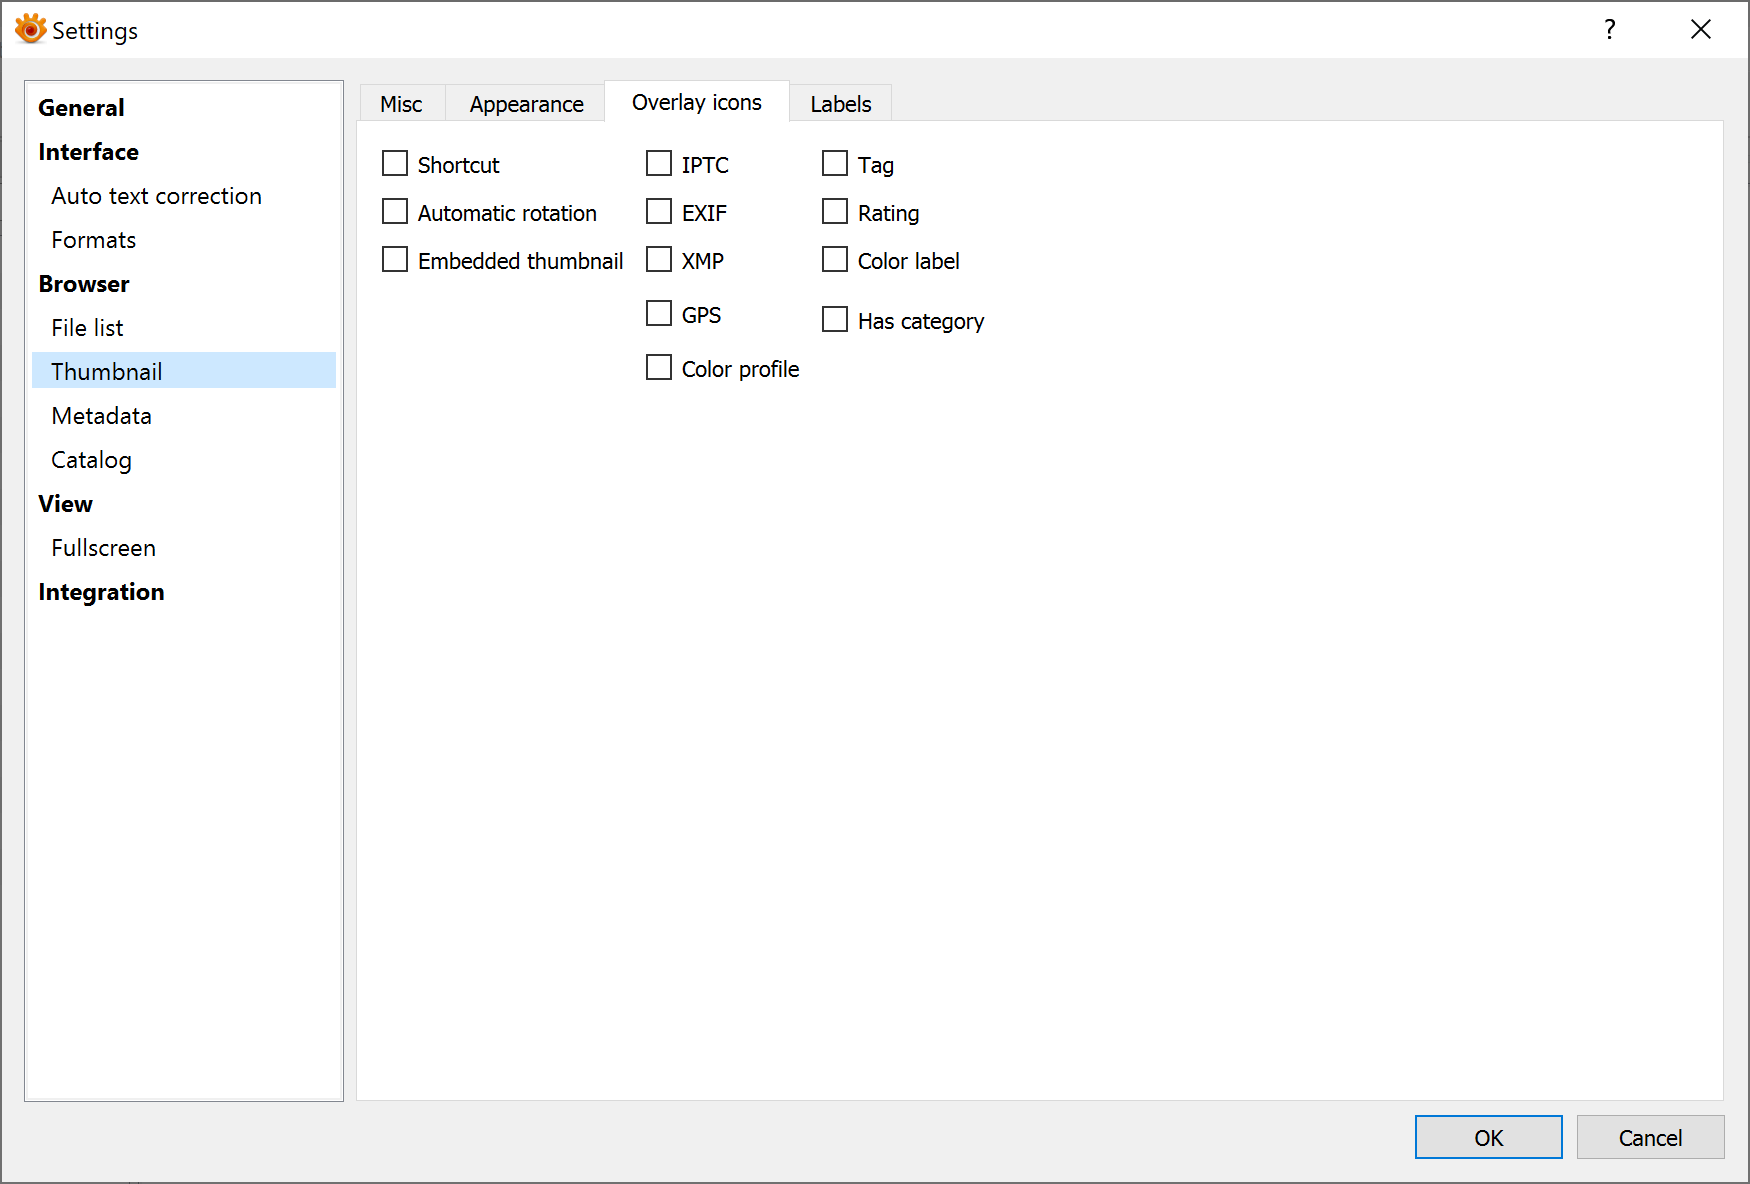 Settings
?
General
Interface
Auto text correction
Formats
Browser
File list
Thumbnail
Metadata
Catalog
View
Fullscreen
Integration
Misc
Appearance
Overlay icons
Labels
Shortcut
Automatic rotation
Embedded thumbnail
IPTC
EXIF
XMP
GPS
Color profile
Tag
Rating
Color label
Has category
OK
Cancel